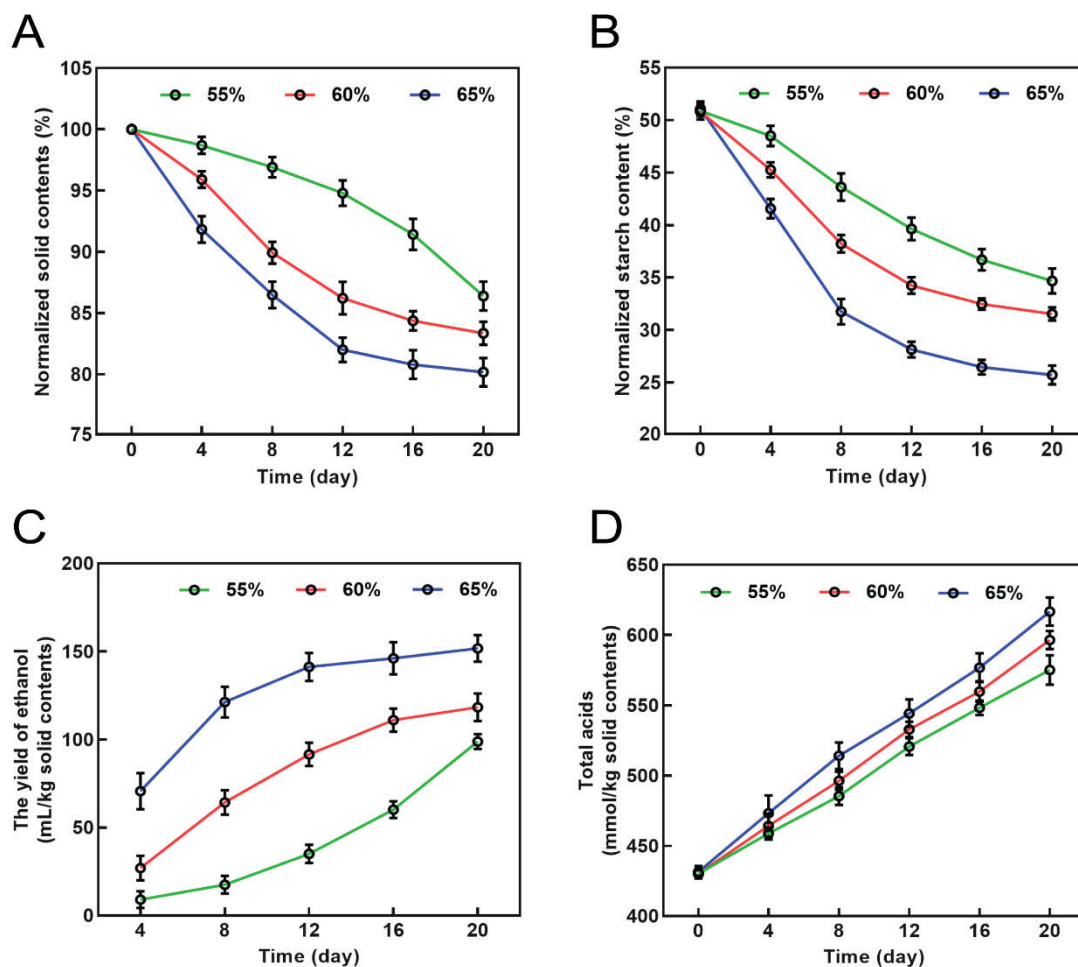 A
105
100
95
90
85
80
75
Normalized solid contents (%)
55% 60% 65%
0 4 8 12 16 20
Time (day)
B
55
50
45
40
35
30
25
20
Normalized starch content (%)
55% 60% 65%
0 4 8 12 16 20
Time (day)
C
200
150
100
50
0
The yield of ethanol
(mL/kg solid contents)
55% 60% 65%
4 8 12 16 20
Time (day)
D
650
600
550
500
450
400
Total acids
(mmol/kg solid contents)
55% 60% 65%
0 4 8 12 16 20
Time (day)